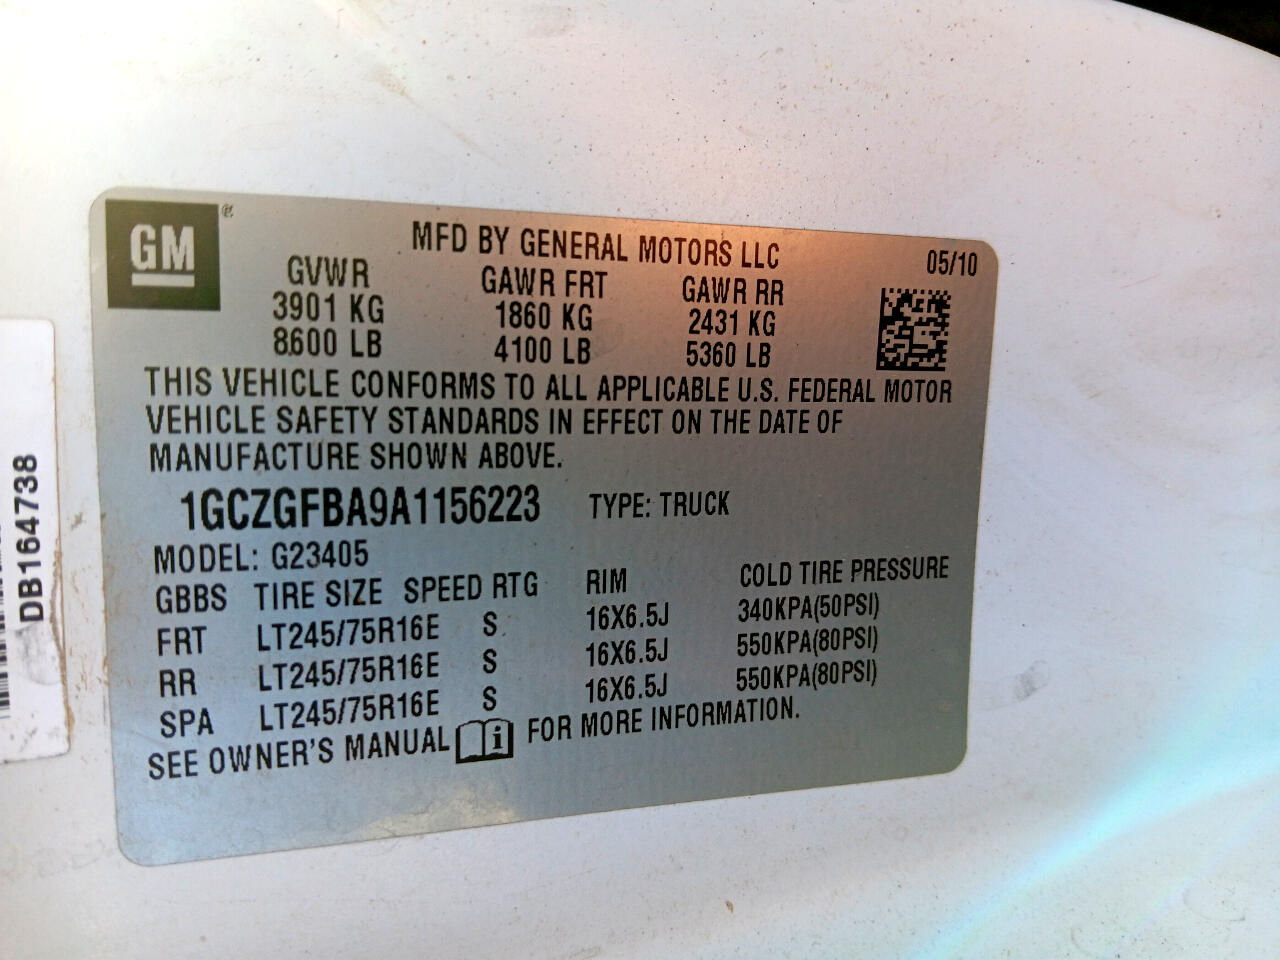 GM
MFD BY GENERAL MOTORS LLC 05/10
GVWR GAWR FRT GAWR RR
3901 KG 1860 KG 2431 KG
8600 LB 4100 LB 5360 LB
THIS VEHICLE CONFORMS TO ALL APPLICABLE U.S. FEDERAL MOTOR
VEHICLE SAFETY STANDARDS IN EFFECT ON THE DATE OF
MANUFACTURE SHOWN ABOVE.
1GCZGFBA9A1156223 TYPE: TRUCK
MODEL: G23405
GBBS TIRE SIZE SPEED RTG RIM COLD TIRE PRESSURE
FRT LT245/75R16E S 16X6.5J 340KPA(50PSI)
RR LT245/75R16E S 16X6.5J 550KPA(80PSI)
SPA LT245/75R16E S 16X6.5J 550KPA(80PSI)
SEE OWNER'S MANUAL i FOR MORE INFORMATION.
DB164738